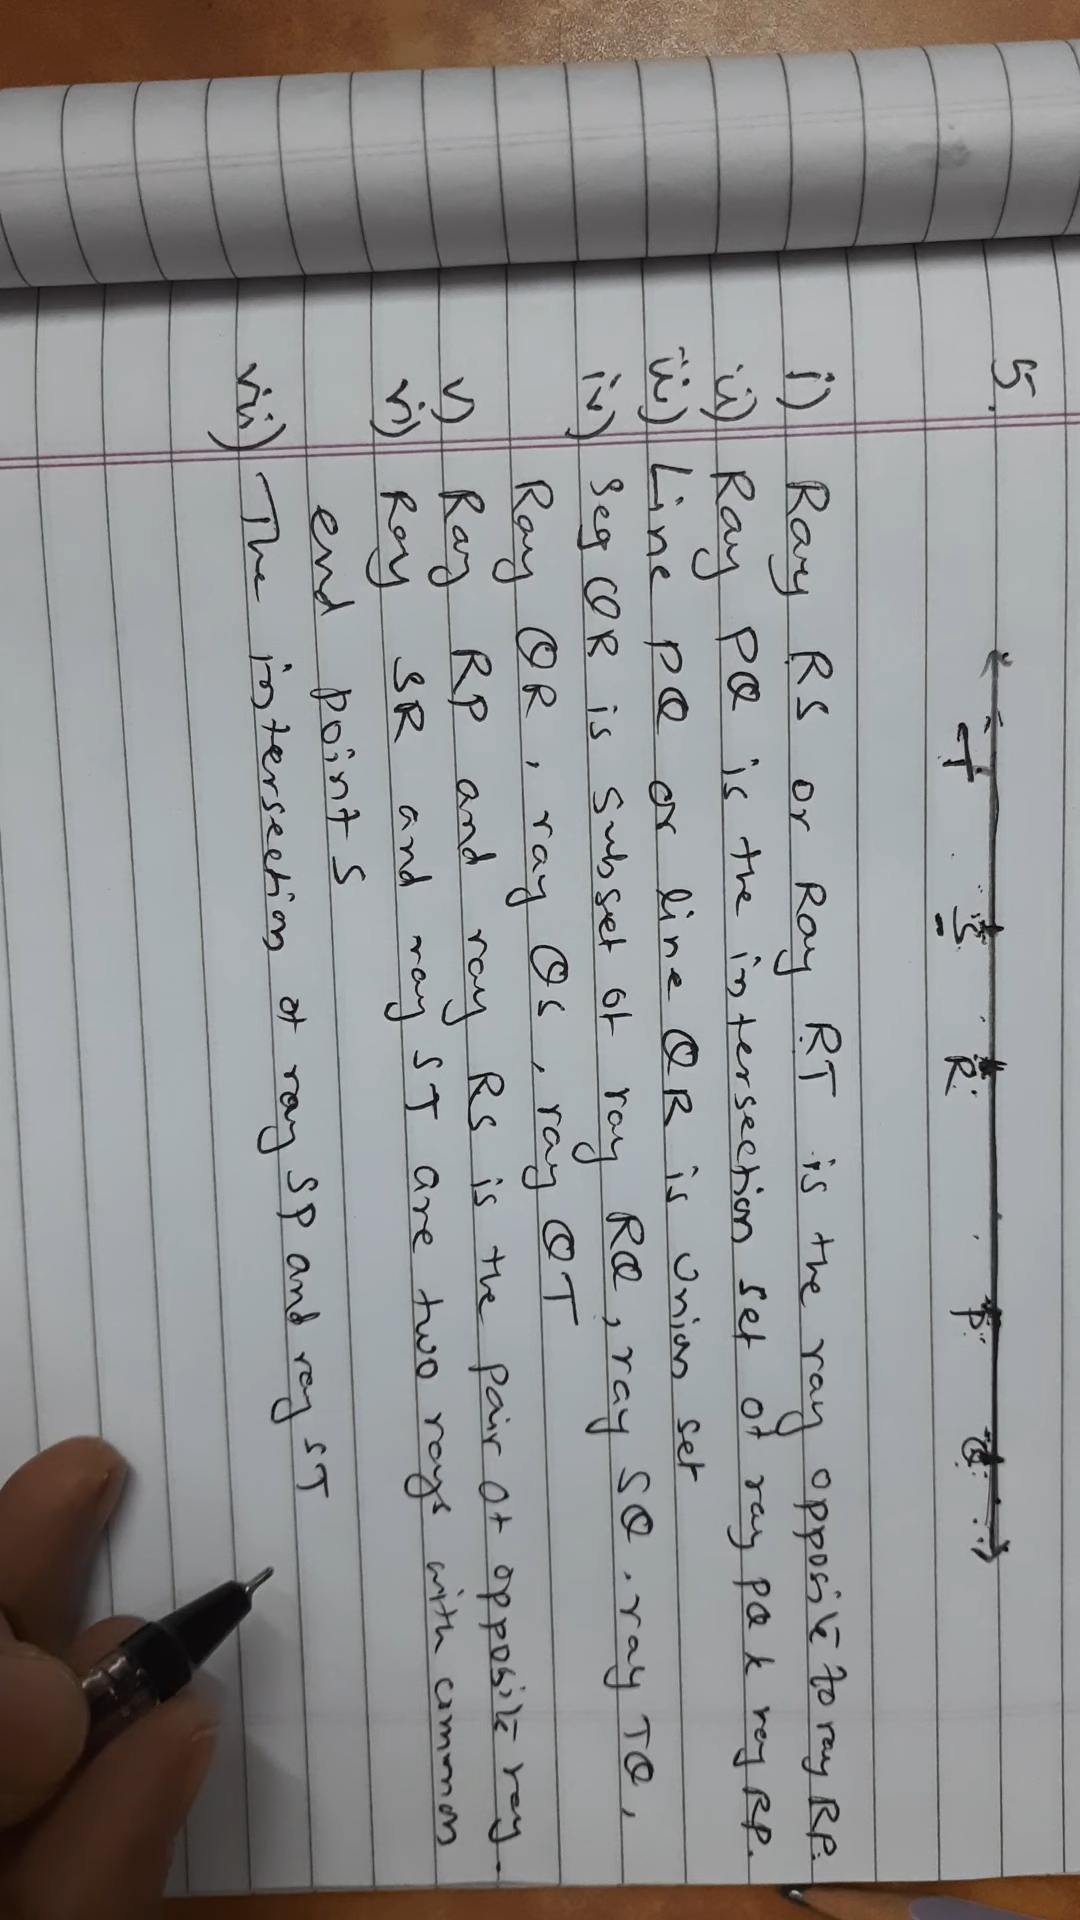 5.
T S R P Q
i) Ray RS or Ray RT is the ray opposite to ray RP.
ii) Ray PQ is the intersection set of ray PQ & ray RP.
iii) Line PQ or line QR is union set
iv) seg QR is subset of ray RQ, ray SQ. ray TQ,
Ray QR, ray QS, ray QT
v) Ray RP and ray RS is the pair of opposite ray.
vi) Ray SR and ray ST are two rays with common
end point S
vii) The intersection of ray SP and ray ST